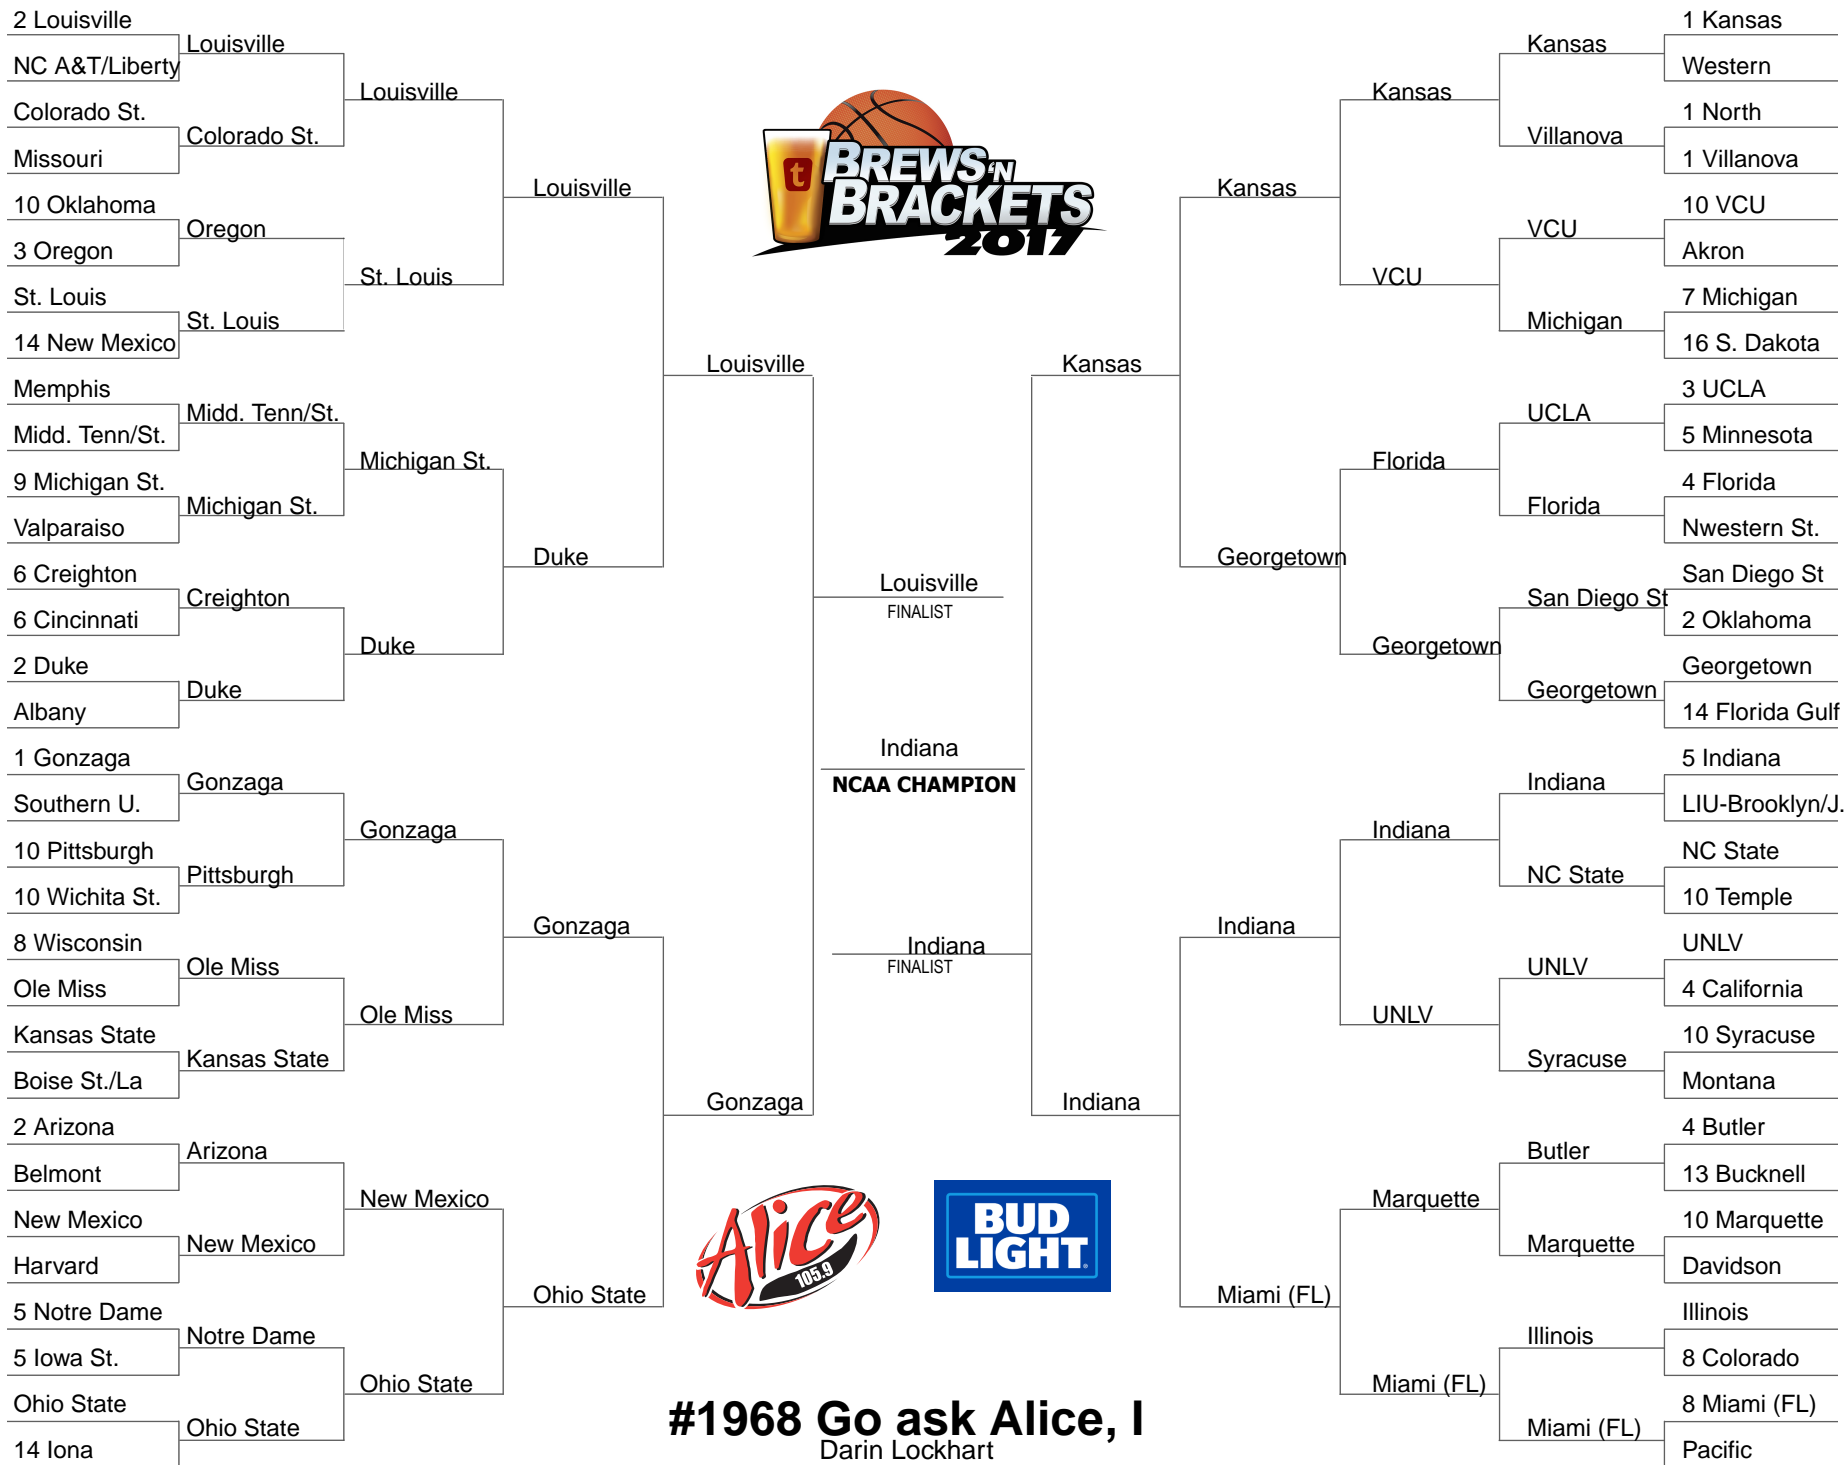 2 Louisville
NC A&T/Liberty
Colorado St.
Missouri
10 Oklahoma
3 Oregon
St. Louis
14 New Mexico
Memphis
Midd. Tenn/St.
9 Michigan St.
Valparaiso
6 Creighton
6 Cincinnati
2 Duke
Albany
1 Gonzaga
Southern U.
10 Pittsburgh
10 Wichita St.
8 Wisconsin
Ole Miss
Kansas State
Boise St./La
2 Arizona
Belmont
New Mexico
Harvard
5 Notre Dame
5 Iowa St.
Ohio State
14 Iona
Louisville
Colorado St.
Oregon
St. Louis
Midd. Tenn/St.
Michigan St.
Creighton
Duke
Gonzaga
Pittsburgh
Ole Miss
Kansas State
Arizona
New Mexico
Notre Dame
Ohio State
Louisville
St. Louis
Michigan St.
Duke
Gonzaga
Ole Miss
New Mexico
Ohio State
Louisville
Duke
Gonzaga
Ohio State
Louisville
Gonzaga
t
BREWS 'N
BRACKETS
2017
Louisville
FINALIST
Indiana
NCAA CHAMPION
Indiana
FINALIST
Alice
105.9
BUD
LIGHT
#1968 Go ask Alice, I
Darin Lockhart
Kansas
Indiana
Kansas
Georgetown
Indiana
Miami (FL)
Kansas
VCU
Florida
Georgetown
Indiana
UNLV
Marquette
Miami (FL)
Kansas
Villanova
VCU
Michigan
UCLA
Florida
San Diego St
Georgetown
Indiana
NC State
UNLV
Syracuse
Butler
Marquette
Illinois
Miami (FL)
1 Kansas
Western
1 North
1 Villanova
10 VCU
Akron
7 Michigan
16 S. Dakota
3 UCLA
5 Minnesota
4 Florida
Nwestern St.
San Diego St
2 Oklahoma
Georgetown
14 Florida Gulf
5 Indiana
LIU-Brooklyn/J.
NC State
10 Temple
UNLV
4 California
10 Syracuse
Montana
4 Butler
13 Bucknell
10 Marquette
Davidson
Illinois
8 Colorado
8 Miami (FL)
Pacific